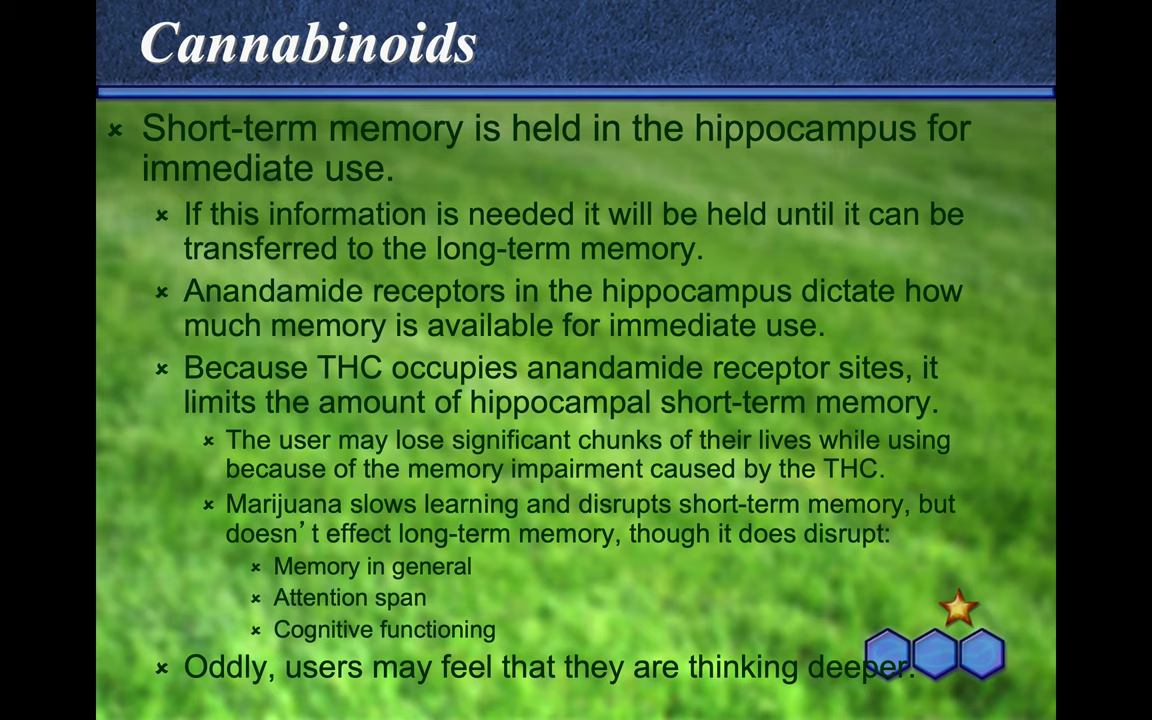 Cannabinoids
Short-term memory is held in the hippocampus for
immediate use.
If this information is needed it will be held until it can be
transferred to the long-term memory.
Anandamide receptors in the hippocampus dictate how
much memory is available for immediate use.
Because THC occupies anandamide receptor sites, it
limits the amount of hippocampal short-term memory.
The user may lose significant chunks of their lives while using
because of the memory impairment caused by the THC.
Marijuana slows learning and disrupts short-term memory, but
doesn’t effect long-term memory, though it does disrupt:
Memory in general
Attention span
Cognitive functioning
Oddly, users may feel that they are thinking deeper.